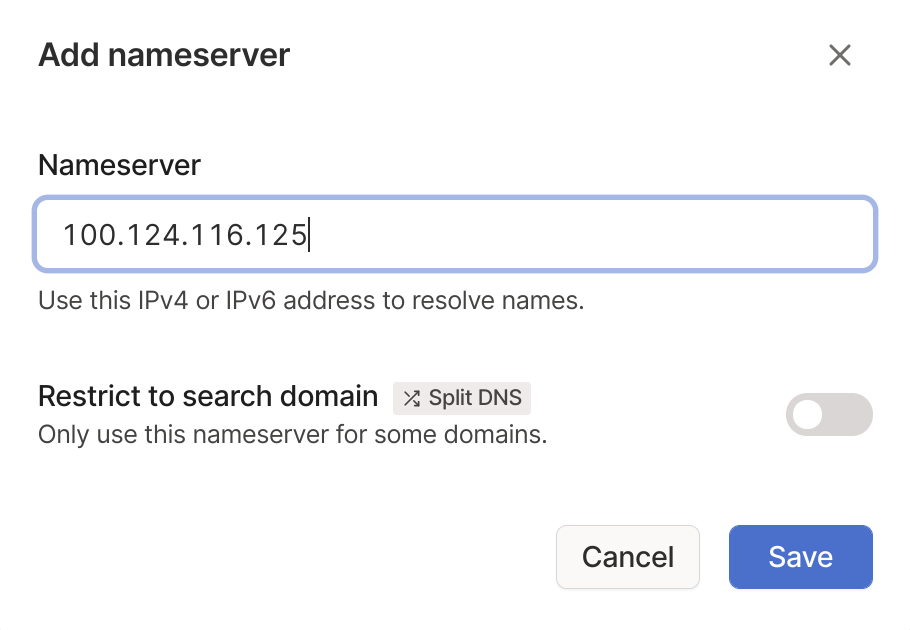 Add nameserver
Nameserver
100.124.116.125
Use this IPv4 or IPv6 address to resolve names.
Restrict to search domain Split DNS
Only use this nameserver for some domains.
Cancel Save